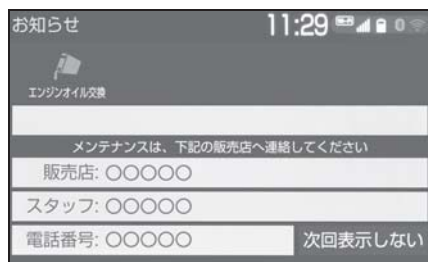 お知らせ 11:29
エンジンオイル交換
メンテナンスは、下記の販売店へ連絡してください
販売店: ○○○○○
スタッフ: ○○○○○
電話番号: ○○○○○ 次回表示しない